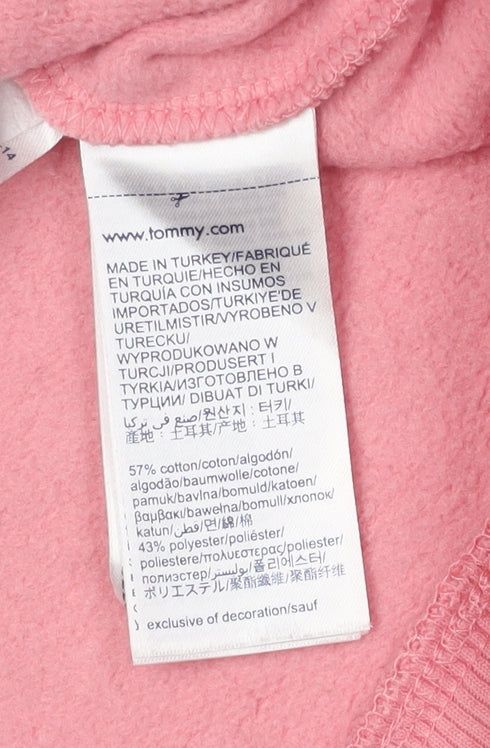 -14
www.tommy.com
MADE IN TURKEY/FABRIQUÉ
EN TURQUIE/HECHO EN
TURQUÍA CON INSUMOS
IMPORTADOS/TURKIYE'DE
URETILMISTIR/VYROBENO V
TURECKU/
WYPRODUKOWANO W
TURCJI/PRODUSERT I
TYRKIA/ИЗГОТОВЛЕНО В
ТУРЦИИ/ DIBUAT DI TURKI/
صنع في تركيا/원산지 : 터키/
産地 : 土耳其/产地 : 土耳其
57% cotton/coton/algodón/
algodão/baumwolle/cotone/
pamuk/bavlna/bomuld/katoen/
βαμβακι/bawełna/bomull/хлопок/
katun/قطن/면/綿/棉
43% polyester/poliéster/
poliestere/πολυεστερας/poliester/
полиэстер/بوليستر/폴리에스터/
ポリエステル/聚酯纖維/聚酯纤维
exclusive of decoration/sauf